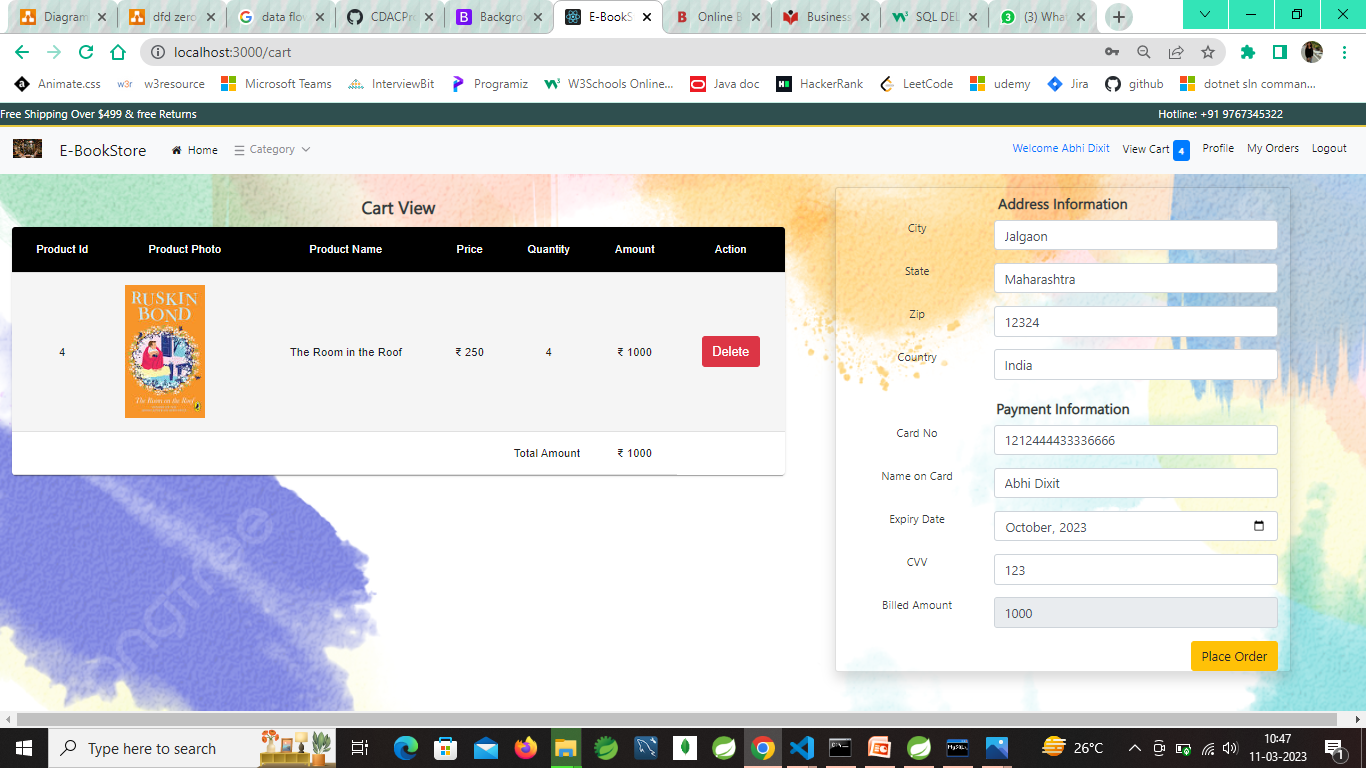 Diagram
dfd zero
data flo
CDACPr
Backgro
E-BookS
Online B
Business
SQL DEL
(3) What
localhost:3000/cart
Animate.css
w3r w3resource
Microsoft Teams
InterviewBit
Programiz
W3Schools Online...
Java doc
HackerRank
LeetCode
udemy
Jira
github
dotnet sln comman...
Free Shipping Over $499 & free Returns
Hotline: +91 9767345322
E-BookStore
Home
Category
Welcome Abhi Dixit
View Cart 4
Profile
My Orders
Logout
Cart View
Product Id Product Photo Product Name Price Quantity Amount Action
RUSKIN
BOND
The Room on the Roof
4 The Room in the Roof ₹ 250 4 ₹ 1000 Delete
Total Amount ₹ 1000
Address Information
City Jalgaon
State Maharashtra
Zip 12324
Country India
Payment Information
Card No 1212444433336666
Name on Card Abhi Dixit
Expiry Date October, 2023
CVV 123
Billed Amount 1000
Place Order
pngtree
Type here to search
26°C
10:47
11-03-2023
1